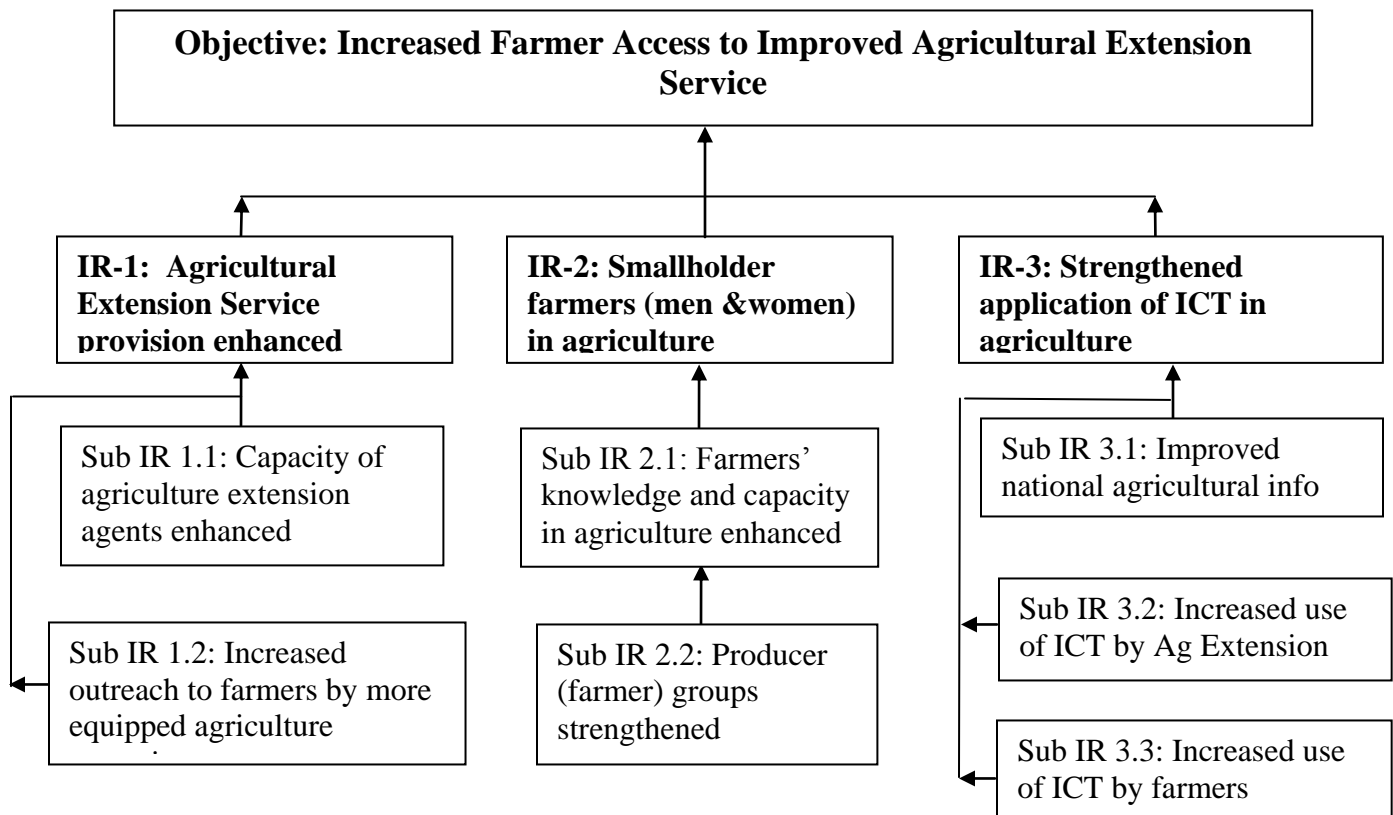 Objective: Increased Farmer Access to Improved Agricultural Extension
Service
IR-1: Agricultural
Extension Service
provision enhanced
IR-2: Smallholder
farmers (men &women)
in agriculture
IR-3: Strengthened
application of ICT in
agriculture
Sub IR 1.1: Capacity of
agriculture extension
agents enhanced
Sub IR 2.1: Farmers’
knowledge and capacity
in agriculture enhanced
Sub IR 3.1: Improved
national agricultural info
Sub IR 1.2: Increased
outreach to farmers by more
equipped agriculture
Sub IR 2.2: Producer
(farmer) groups
strengthened
Sub IR 3.2: Increased use
of ICT by Ag Extension
Sub IR 3.3: Increased use
of ICT by farmers